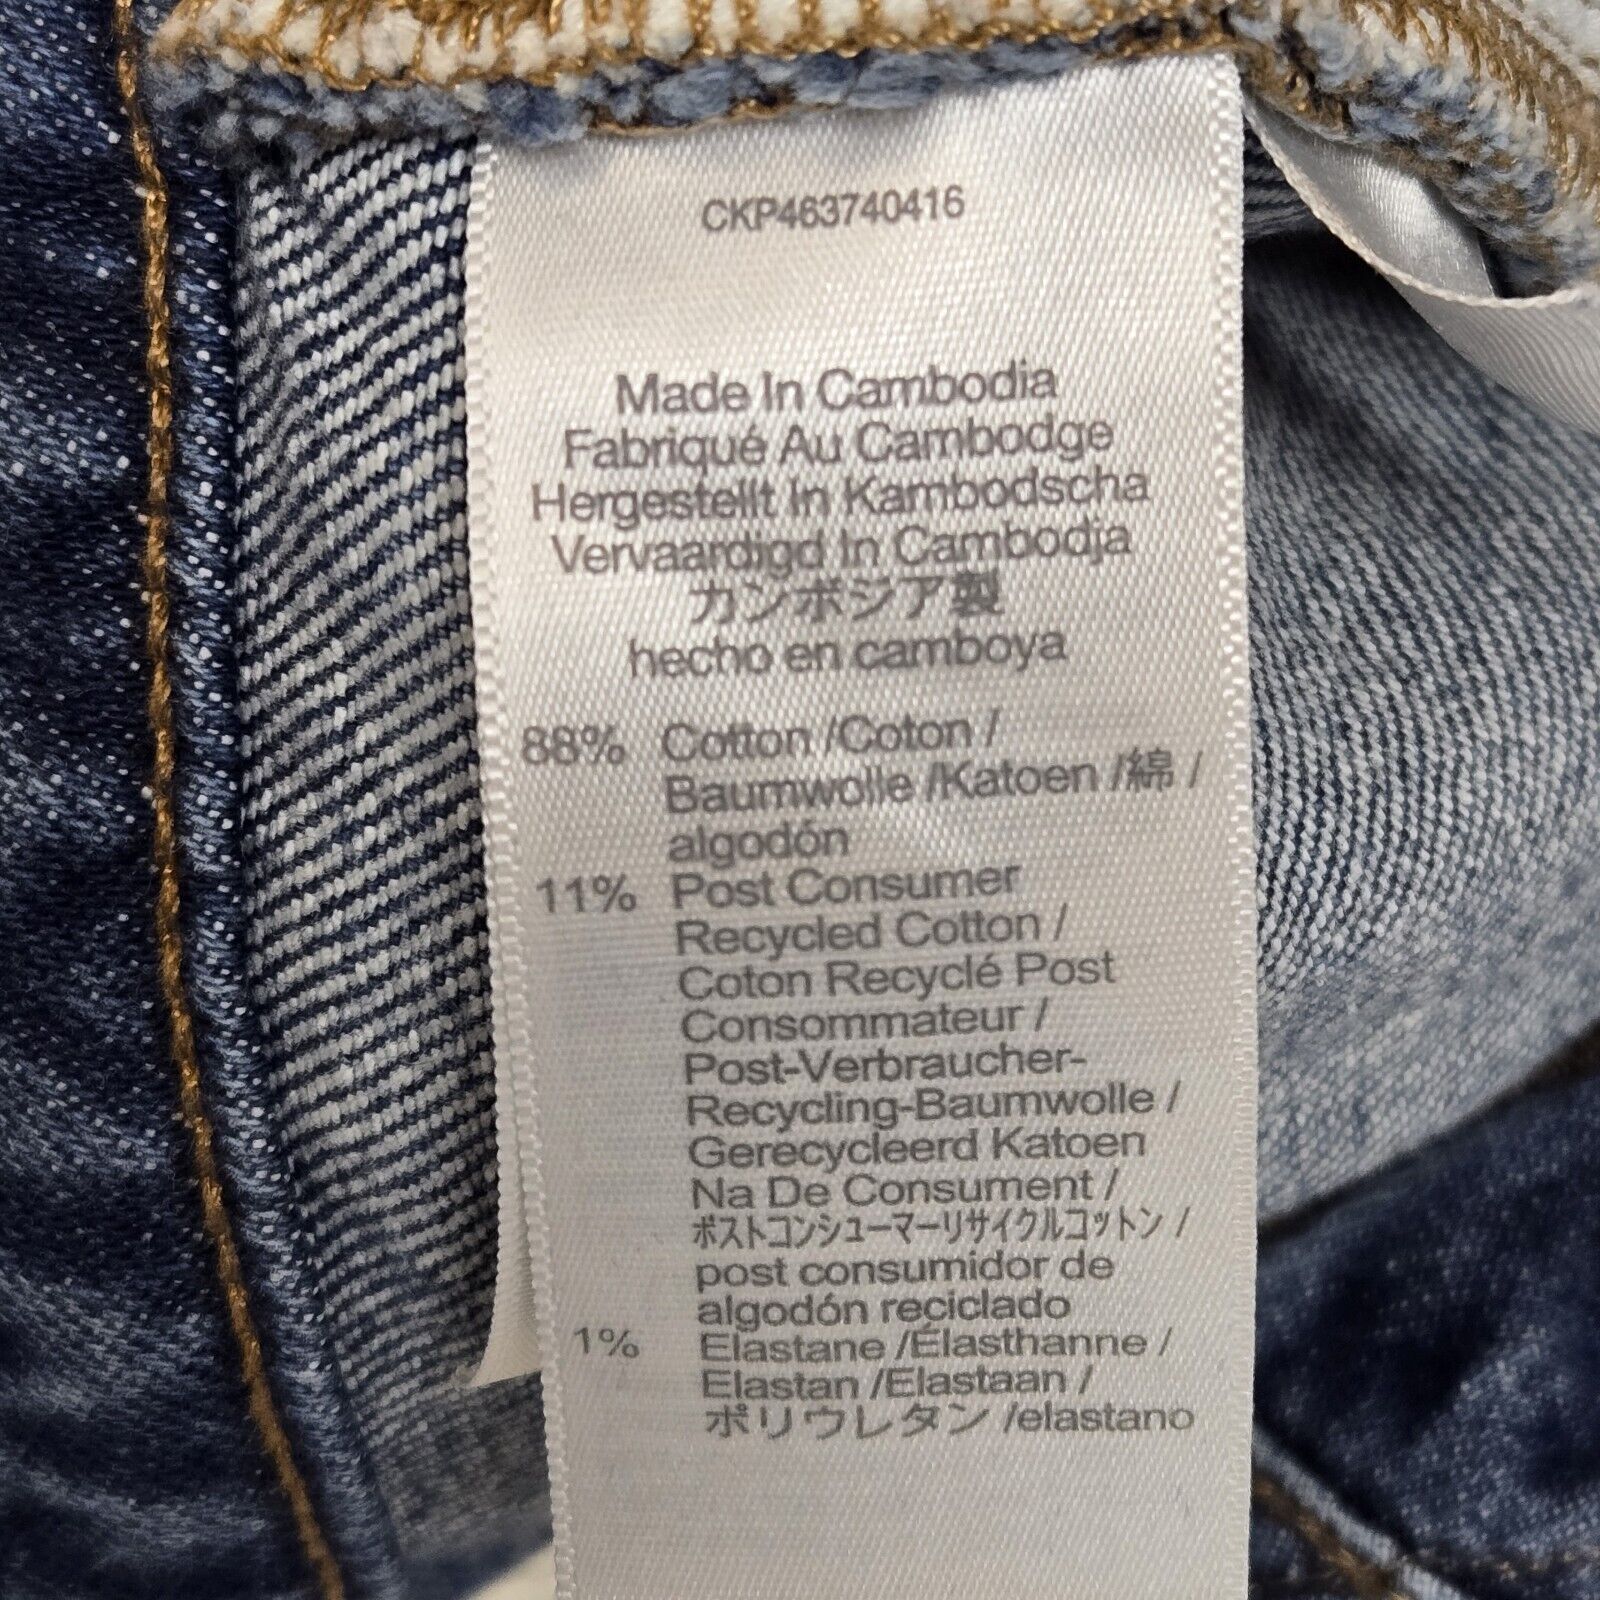 CKP463740416
Made In Cambodia
Fabriqué Au Cambodge
Hergestellt In Kambodscha
Vervaardigd In Cambodja
カンボジア製
hecho en camboya
88% Cotton /Coton /
Baumwolle /Katoen /綿 /
algodón
11% Post Consumer
Recycled Cotton /
Coton Recyclé Post
Consommateur /
Post-Verbraucher-
Recycling-Baumwolle /
Gerecycleerd Katoen
Na De Consument /
ポストコンシューマーリサイクルコットン /
post consumidor de
algodón reciclado
1% Elastane /Élasthanne /
Elastan /Elastaan /
ポリウレタン /elastano